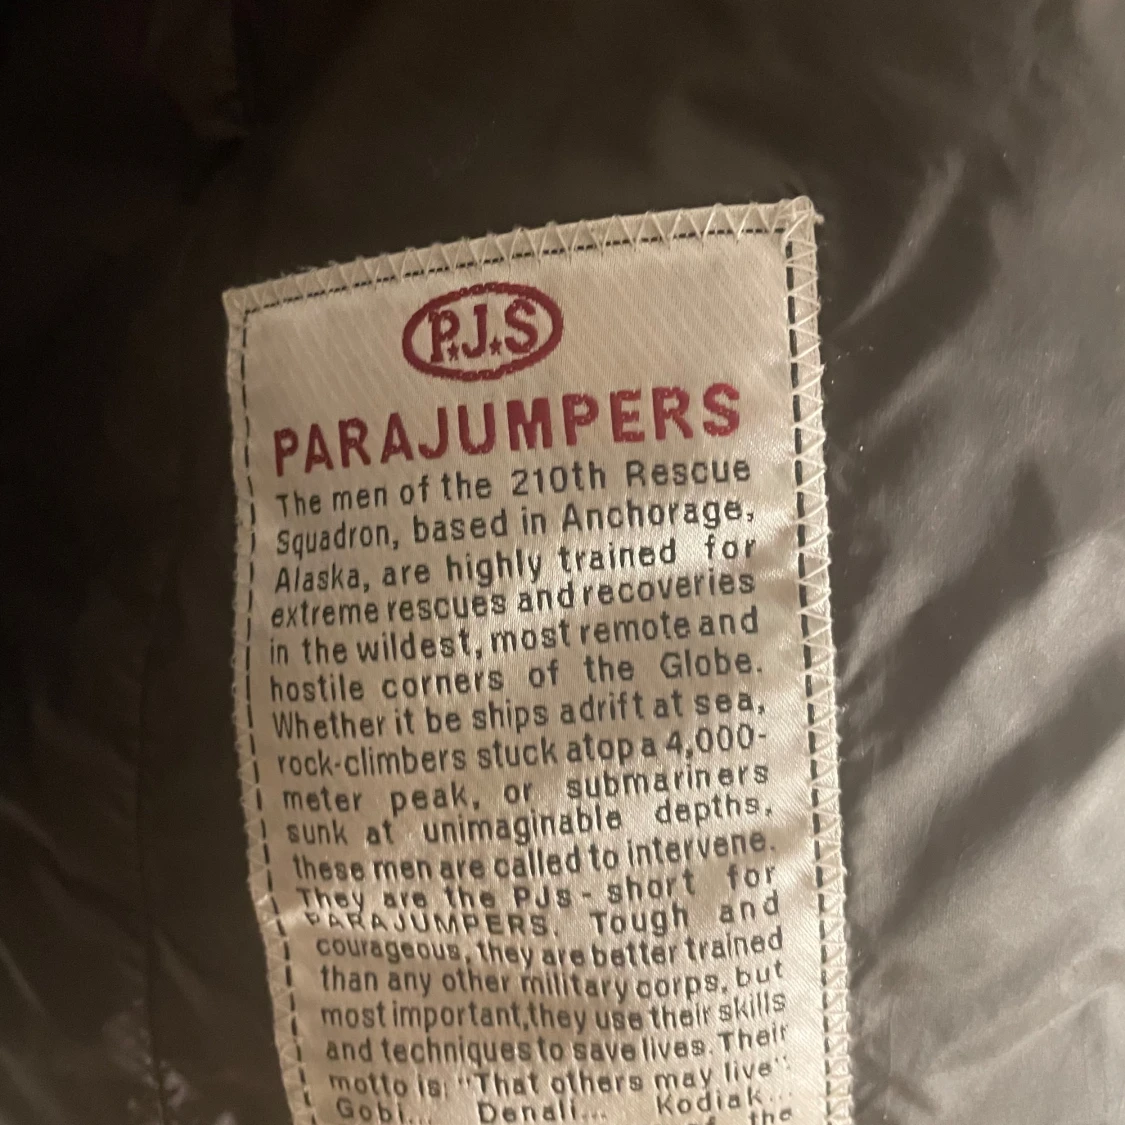 P.J.S
PARAJUMPERS
The men of the 210th Rescue
Squadron, based in Anchorage,
Alaska, are highly trained for
extreme rescues and recoveries
in the wildest, most remote and
hostile corners of the Globe.
Whether it be ships adrift at sea,
rock-climbers stuck atop a 4,000-
meter peak, or submariners
sunk at unimaginable depths,
these men are called to intervene.
They are the PJs - short for
PARAJUMPERS. Tough and
courageous, they are better trained
than any other military corps, but
most important,they use their skills
and techniques to save lives. Their
motto is: "That others may live".
Gobi... Denali... Kodiak...
the